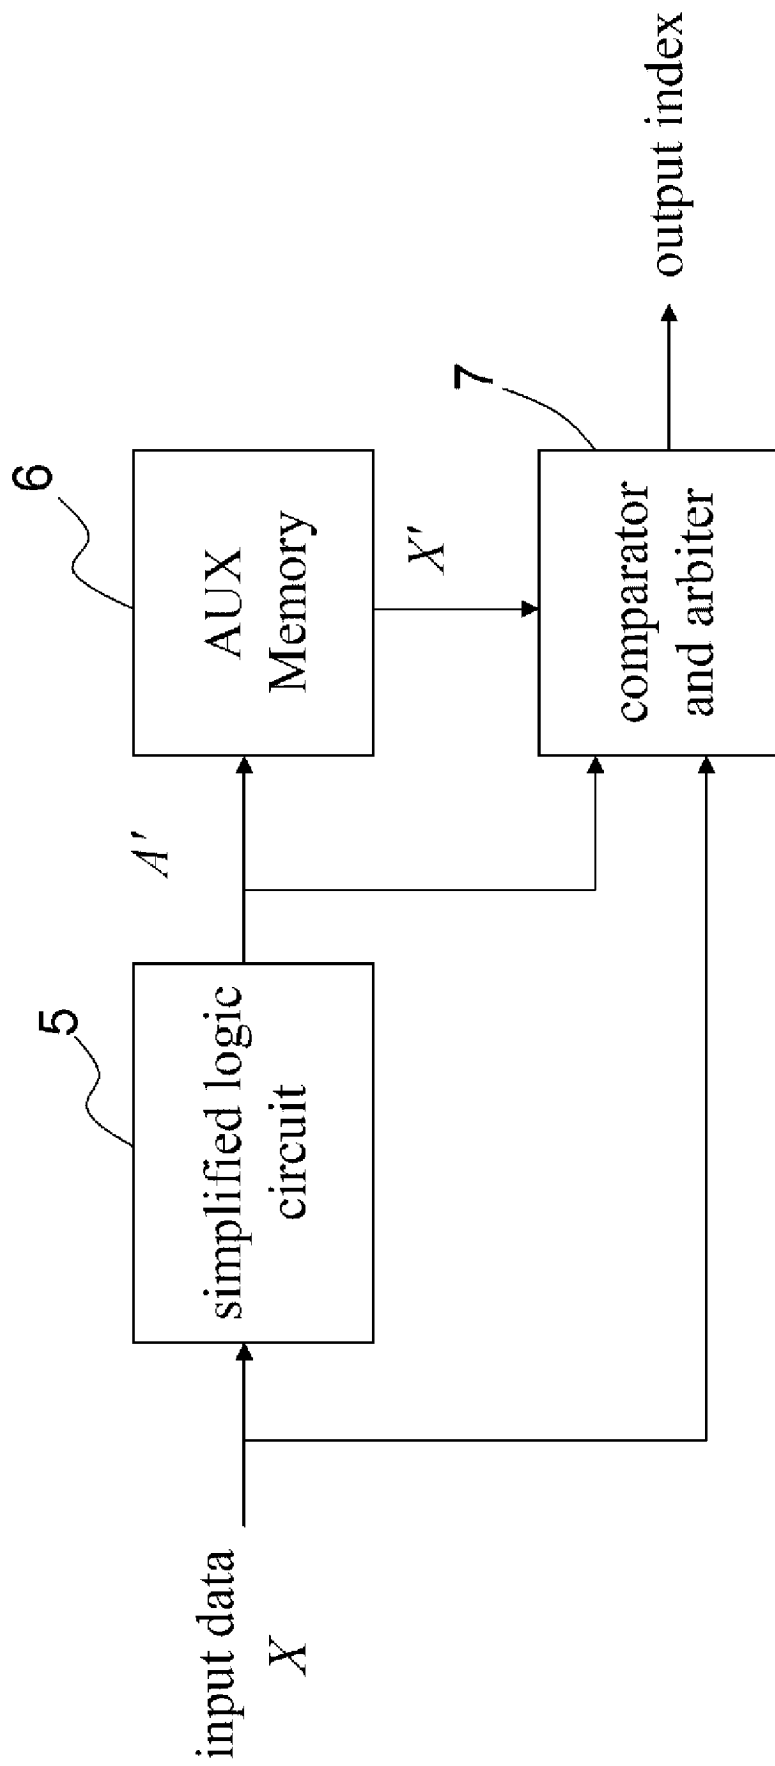 input data
X
5
simplified logic
circuit
A'
6
AUX
Memory
X'
7
comparator
and arbiter
output index